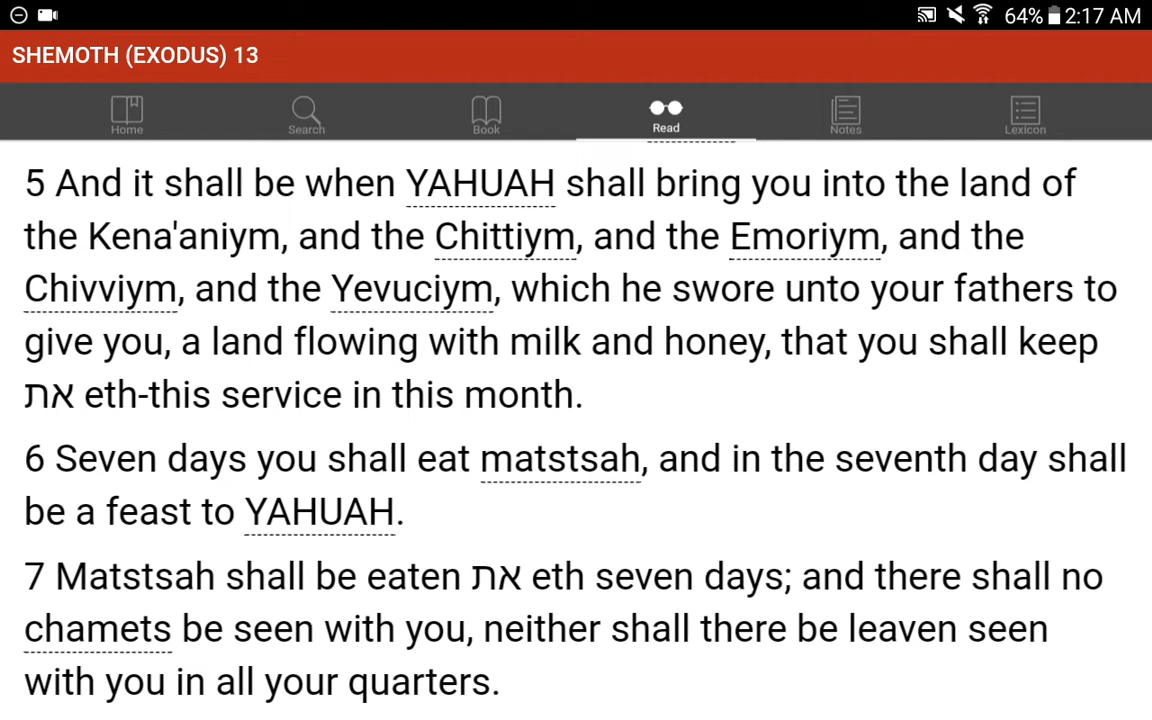 64% 2:17 AM
SHEMOTH (EXODUS) 13
Home Search Book Read Notes Lexicon
5 And it shall be when YAHUAH shall bring you into the land of
the Kena'aniym, and the Chittiym, and the Emoriym, and the
Chivviym, and the Yevuciym, which he swore unto your fathers to
give you, a land flowing with milk and honey, that you shall keep
את eth-this service in this month.
6 Seven days you shall eat matstsah, and in the seventh day shall
be a feast to YAHUAH.
7 Matstsah shall be eaten את eth seven days; and there shall no
chamets be seen with you, neither shall there be leaven seen
with you in all your quarters.